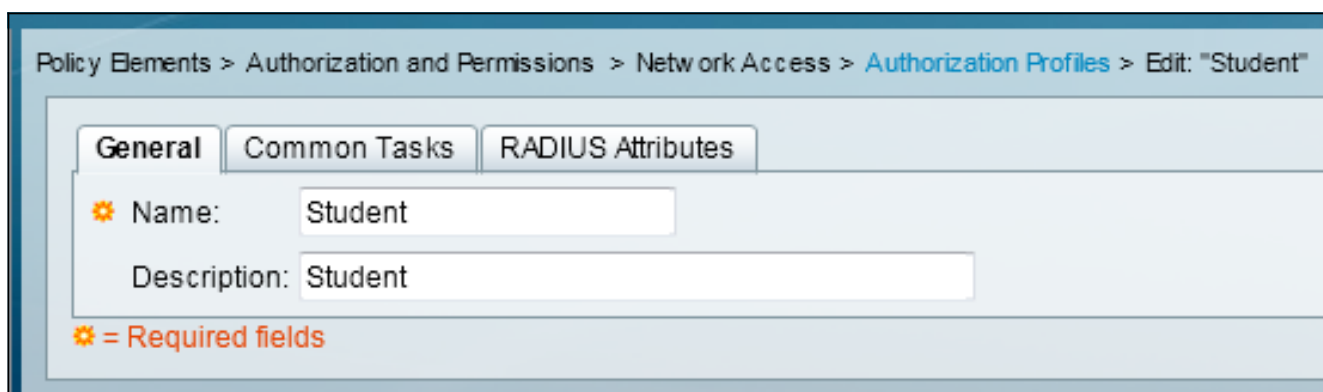 Policy Elements > Authorization and Permissions > Network Access > Authorization Profiles > Edit: "Student"
General Common Tasks RADIUS Attributes
Name: Student
Description: Student
= Required fields